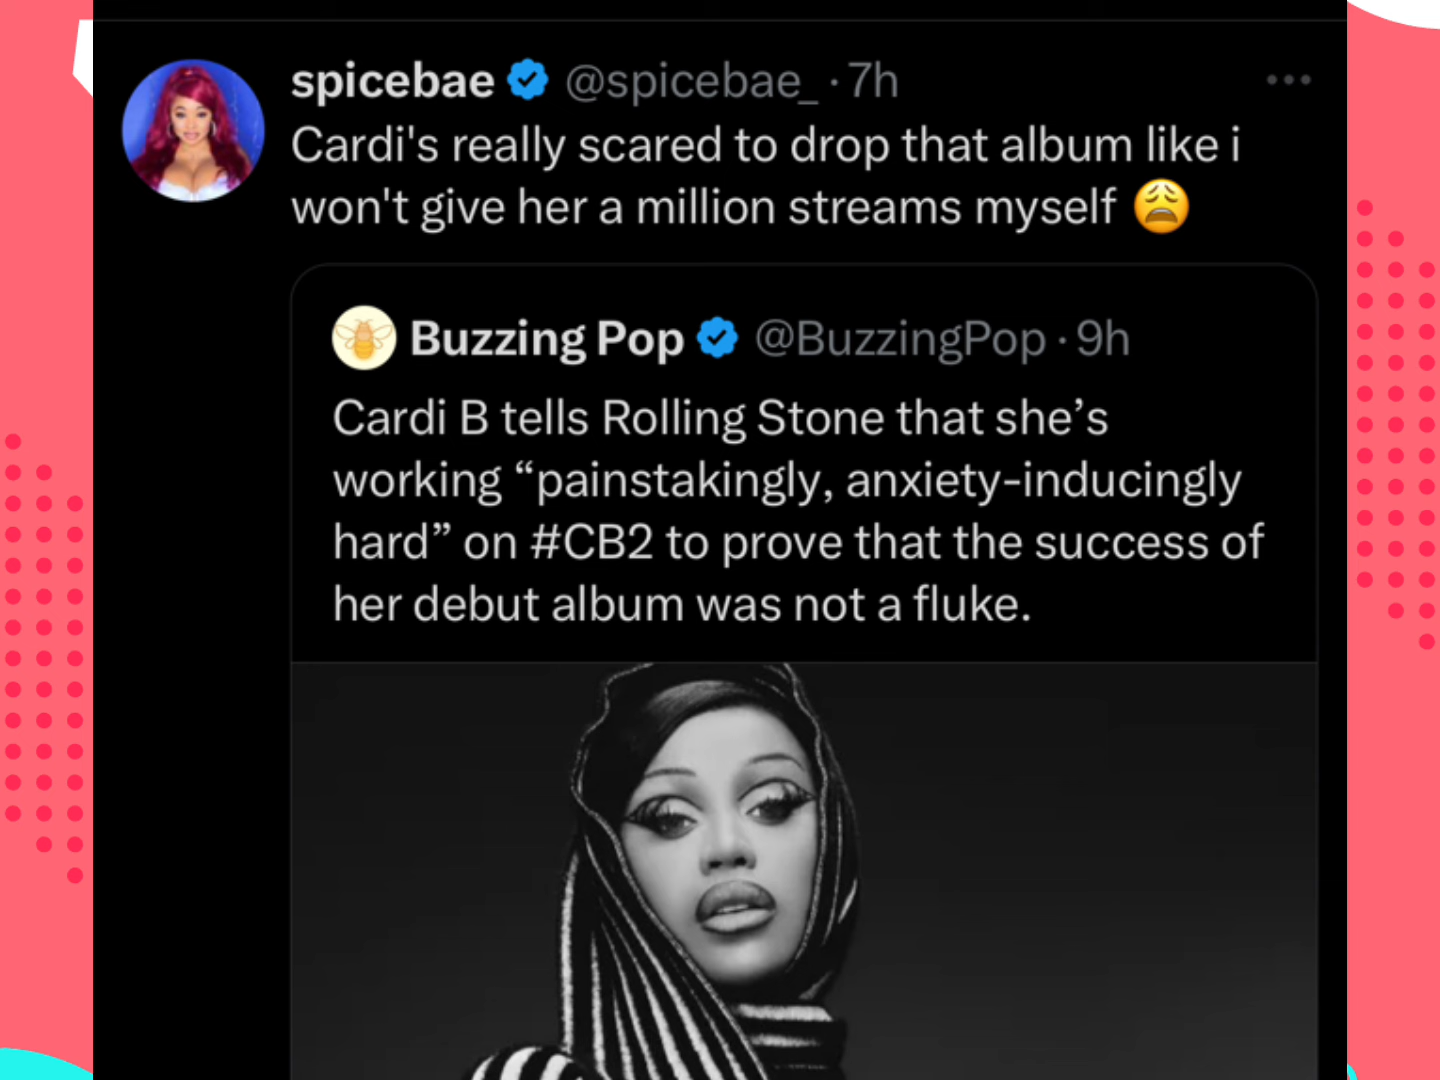 spicebae @spicebae_ · 7h
Cardi's really scared to drop that album like i
won't give her a million streams myself 😩
Buzzing Pop @BuzzingPop · 9h
Cardi B tells Rolling Stone that she’s
working “painstakingly, anxiety-inducingly
hard” on #CB2 to prove that the success of
her debut album was not a fluke.